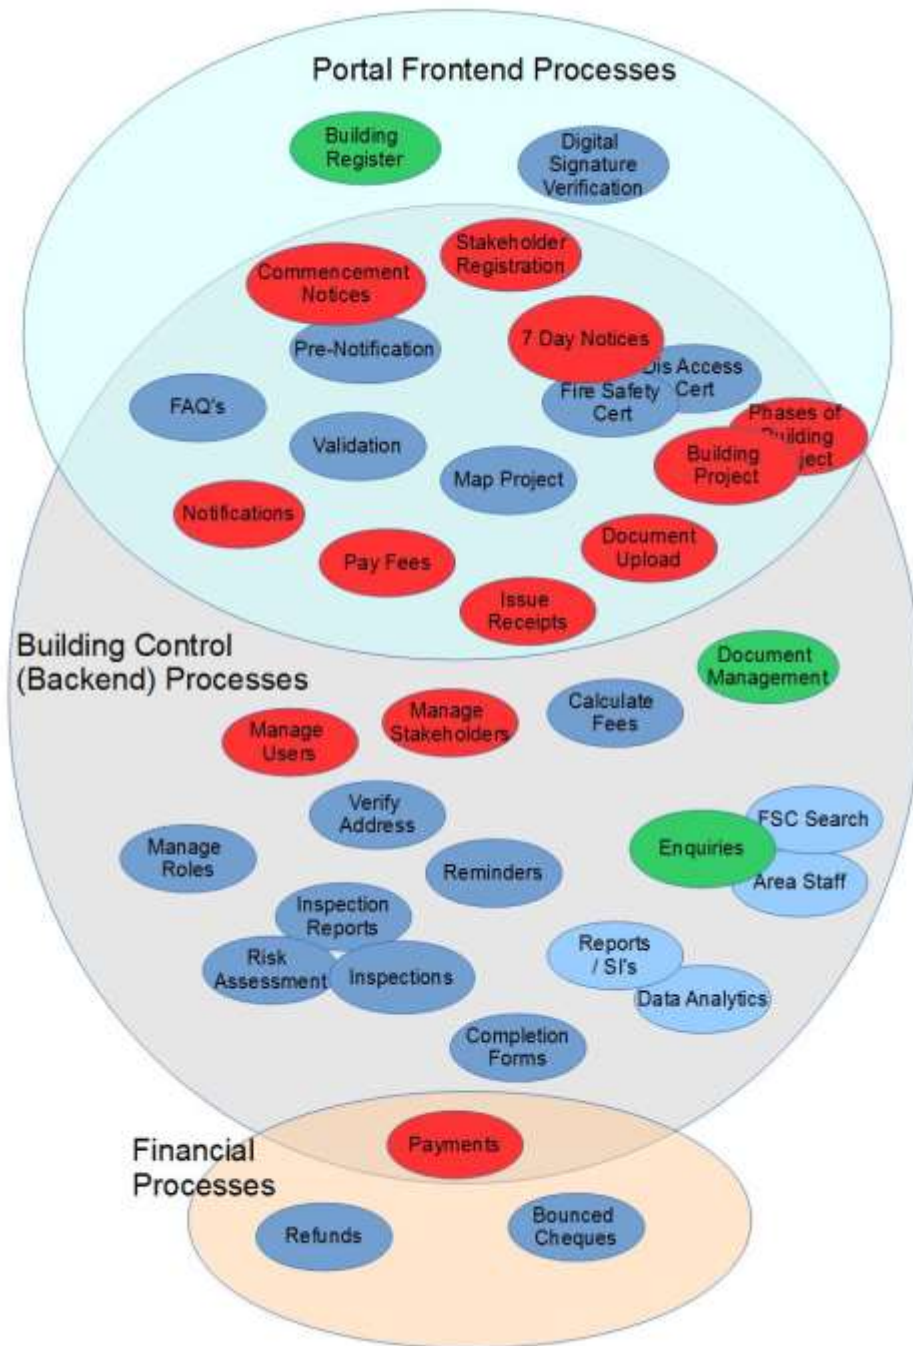 Portal Frontend Processes
Building
Register
Digital
Signature
Verification
Stakeholder
Registration
Commencement
Notices
7 Day Notices
Pre-Notification
Dis Access
Cert
Fire Safety
Cert
FAQ's
Phases of
Building
Project
Validation
Building
Project
Map Project
Notifications
Document
Upload
Pay Fees
Issue
Receipts
Building Control
(Backend) Processes
Document
Management
Calculate
Fees
Manage
Stakeholders
Manage
Users
Verify
Address
FSC Search
Manage
Roles
Enquiries
Reminders
Area Staff
Inspection
Reports
Reports
/ SI's
Risk
Assessment
Inspections
Data Analytics
Completion
Forms
Payments
Financial
Processes
Refunds
Bounced
Cheques